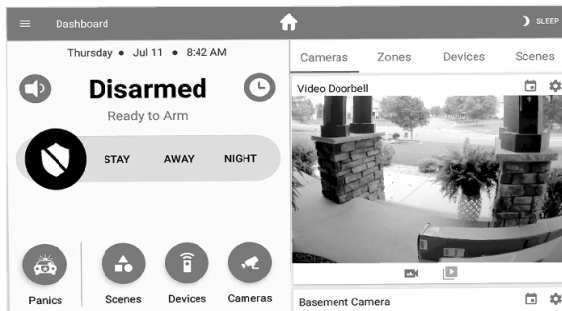 Dashboard
SLEEP
Thursday ● Jul 11 ● 8:42 AM
Disarmed
Ready to Arm
STAY AWAY NIGHT
Panics Scenes Devices Cameras
Cameras Zones Devices Scenes
Video Doorbell
Basement Camera